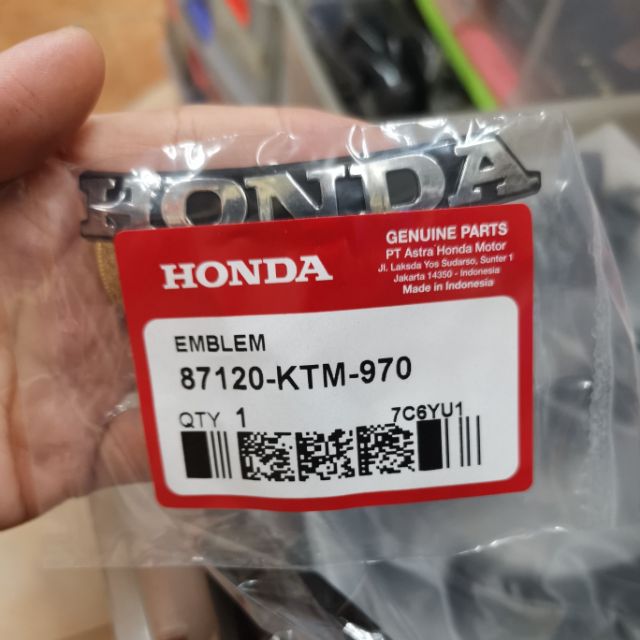 HONDA
HONDA
GENUINE PARTS
PT Astra Honda Motor
Jl. Laksda Yos Sudarso, Sunter 1
Jakarta 14350 - Indonesia
Made in Indonesia
EMBLEM
87120-KTM-970
QTY 1
7C6YU1